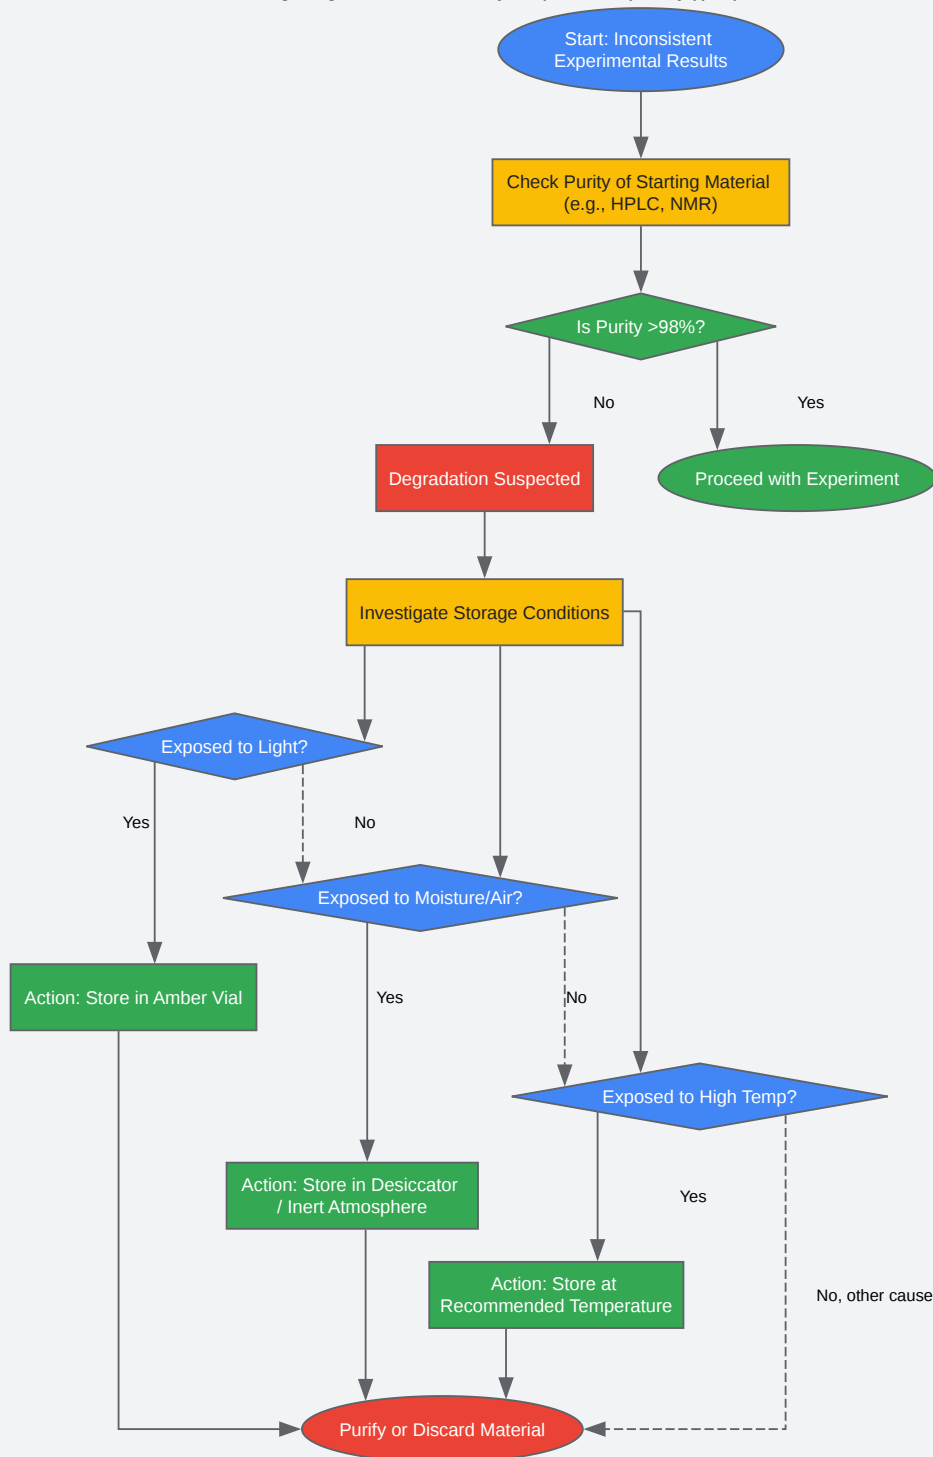 Start: Inconsistent
Experimental Results
Check Purity of Starting Material
(e.g., HPLC, NMR)
Is Purity >98%?
No
Yes
Degradation Suspected
Proceed with Experiment
Investigate Storage Conditions
Exposed to Light?
Yes
No
Exposed to Moisture/Air?
Action: Store in Amber Vial
Yes
No
Exposed to High Temp?
Action: Store in Desiccator
/ Inert Atmosphere
Yes
Action: Store at
Recommended Temperature
No, other cause
Purify or Discard Material